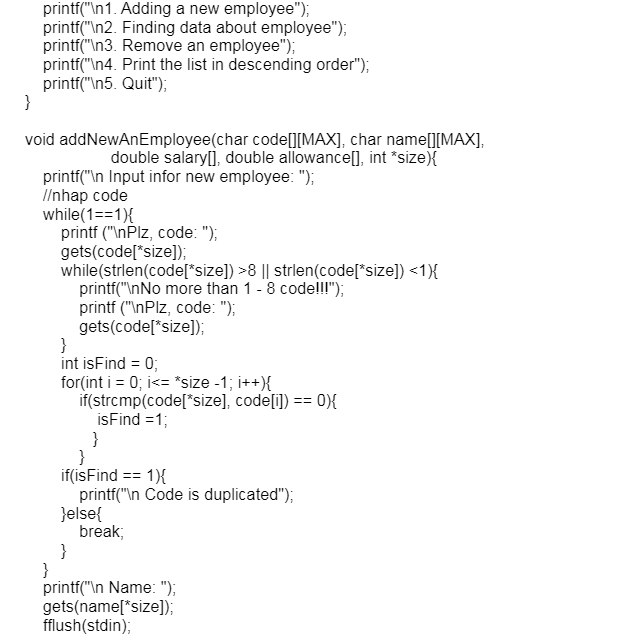 printf("\n1. Adding a new employee");
printf("\n2. Finding data about employee");
printf("\n3. Remove an employee");
printf("\n4. Print the list in descending order");
printf("\n5. Quit");
}
void addNewAnEmployee(char code[][MAX], char name[][MAX],
double salary[], double allowance[], int *size){
printf("\n Input infor new employee: ");
//nhap code
while(1==1){
printf ("\nPlz, code: ");
gets(code[*size]);
while(strlen(code[*size]) >8 || strlen(code[*size]) <1){
printf("\nNo more than 1 - 8 code!!!");
printf ("\nPlz, code: ");
gets(code[*size]);
}
int isFind = 0;
for(int i = 0; i<= *size -1; i++){
if(strcmp(code[*size], code[i]) == 0){
isFind =1;
}
}
if(isFind == 1){
printf("\n Code is duplicated");
}else{
break;
}
}
printf("\n Name: ");
gets(name[*size]);
fflush(stdin);